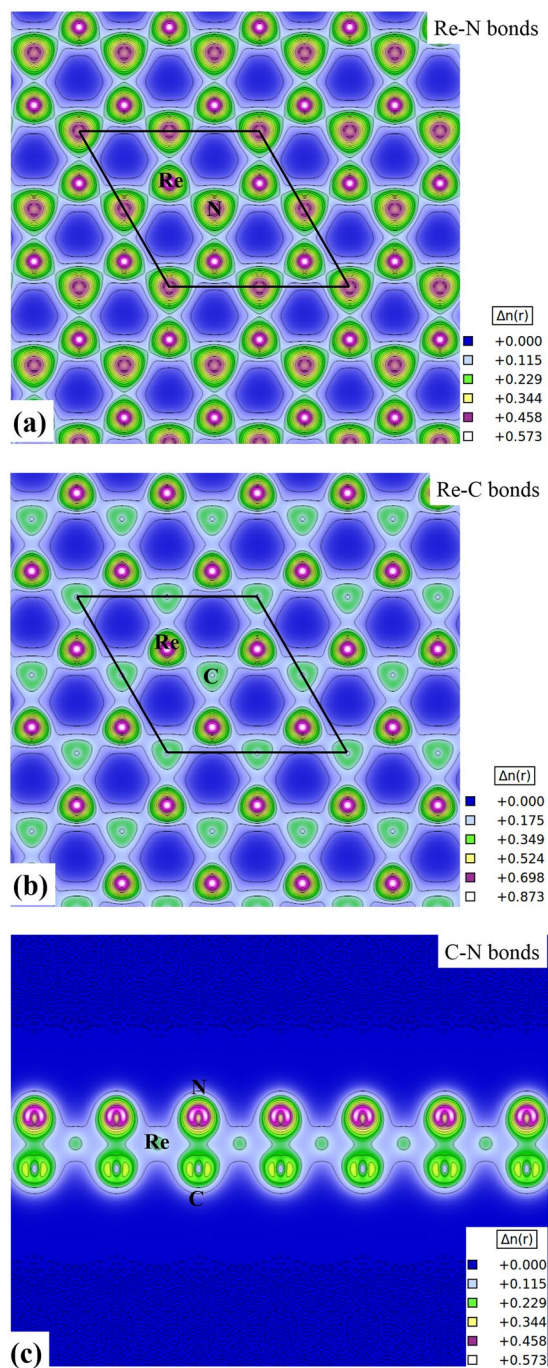 Re-N bonds
Re
N
Δn(r)
+0.000
+0.115
+0.229
+0.344
+0.458
+0.573
(a)
Re-C bonds
Re
C
Δn(r)
+0.000
+0.175
+0.349
+0.524
+0.698
+0.873
(b)
C-N bonds
N
Re
C
Δn(r)
+0.000
+0.115
+0.229
+0.344
+0.458
+0.573
(c)